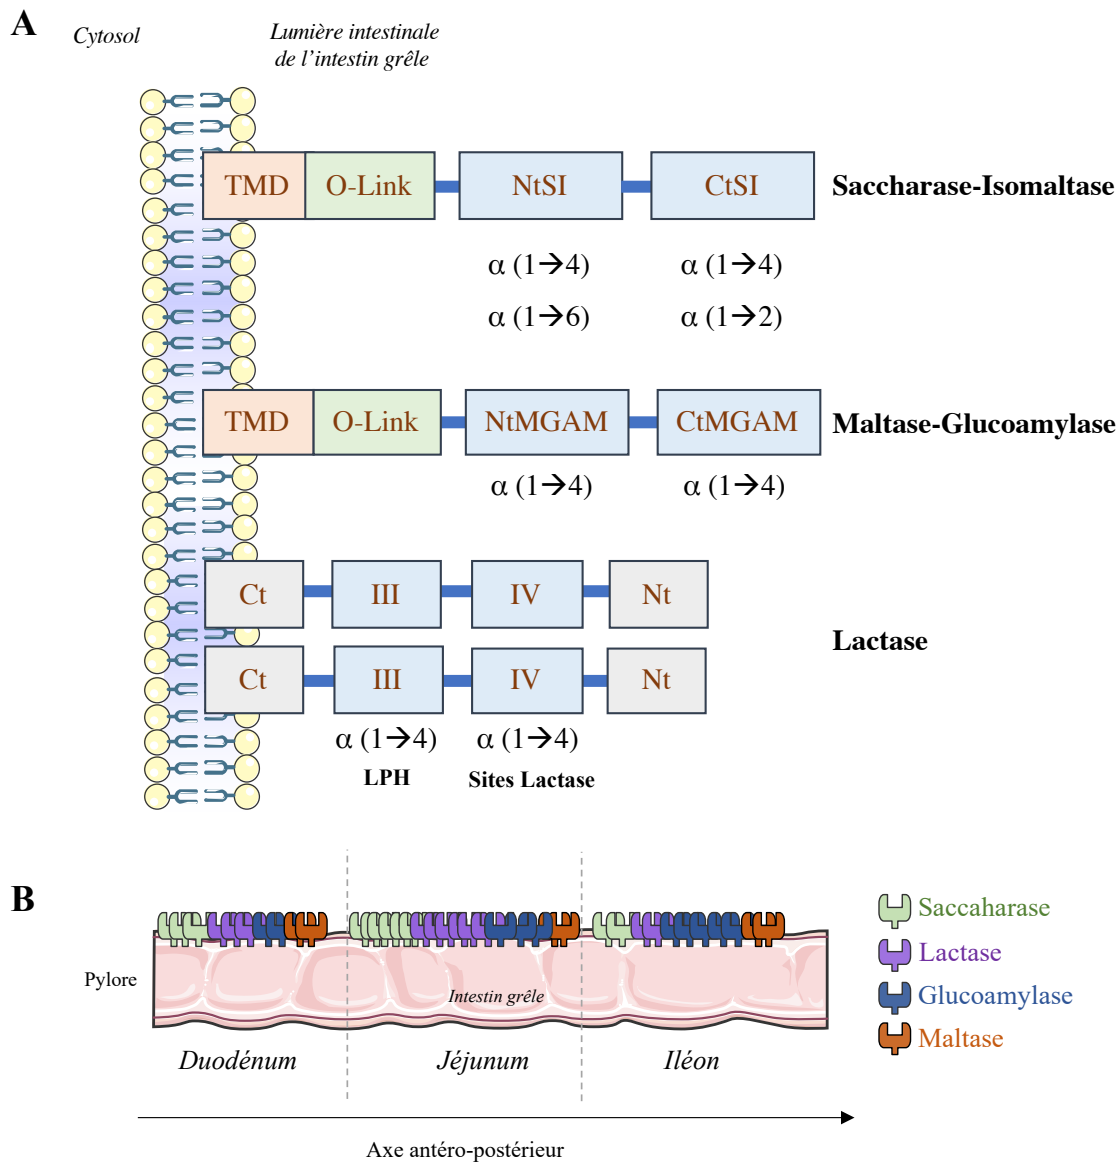 A
Cytosol
Lumière intestinale
de l’intestin grêle
TMD O-Link NtSI CtSI Saccharase-Isomaltase
α (1→4) α (1→4)
α (1→6) α (1→2)
TMD O-Link NtMGAM CtMGAM Maltase-Glucoamylase
α (1→4) α (1→4)
Ct III IV Nt
Lactase
Ct III IV Nt
α (1→4) α (1→4)
LPH Sites Lactase
B
Saccaharase
Lactase
Glucoamylase
Maltase
Pylore
Intestin grêle
Duodénum Jéjunum Iléon
Axe antéro-postérieur